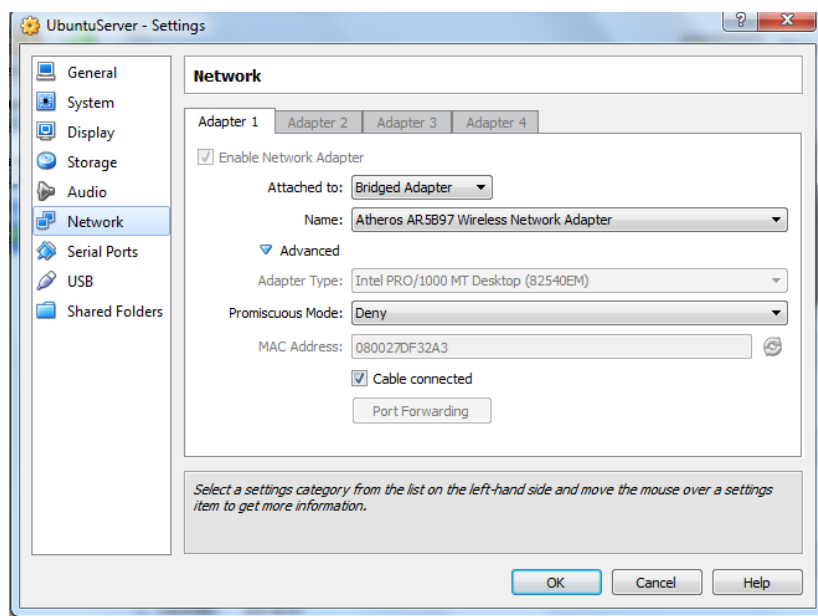 UbuntuServer - Settings
General
System
Display
Storage
Audio
Network
Serial Ports
USB
Shared Folders
Network
Adapter 1 Adapter 2 Adapter 3 Adapter 4
Enable Network Adapter
Attached to: Bridged Adapter
Name: Atheros AR5B97 Wireless Network Adapter
Advanced
Adapter Type: Intel PRO/1000 MT Desktop (82540EM)
Promiscuous Mode: Deny
MAC Address: 080027DF32A3
Cable connected
Port Forwarding
Select a settings category from the list on the left-hand side and move the mouse over a settings
item to get more information.
OK Cancel Help